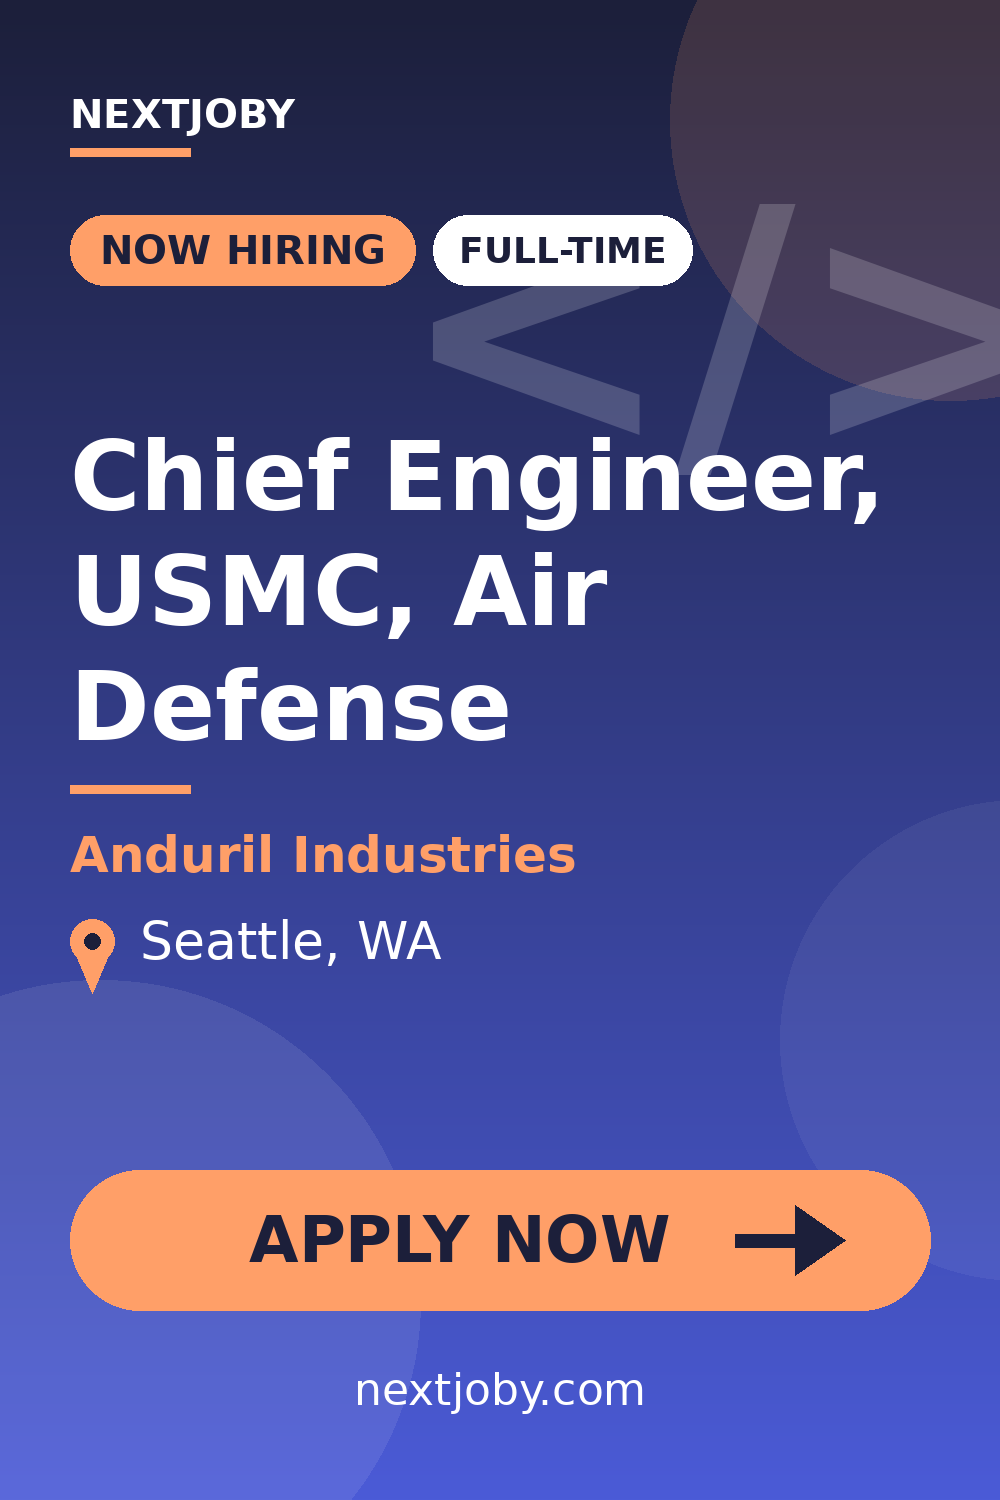 NEXTJOBY
NOW HIRING
FULL-TIME
</>
Chief Engineer,
USMC, Air
Defense
Anduril Industries
Seattle, WA
APPLY NOW
nextjoby.com